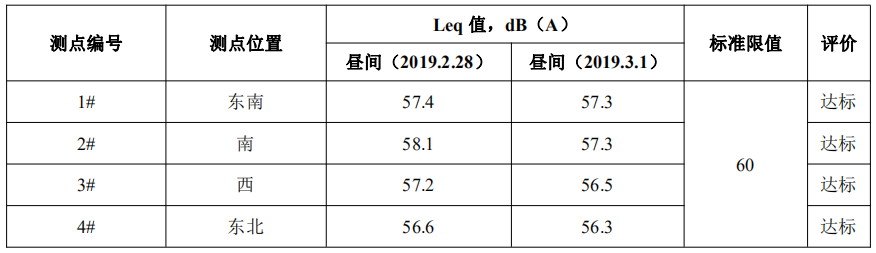 测点编号 测点位置 Leq 值，dB（A） 标准限值 评价
昼间（2019.2.28） 昼间（2019.3.1）
1# 东南 57.4 57.3 60 达标
2# 南 58.1 57.3 达标
3# 西 57.2 56.5 达标
4# 东北 56.6 56.3 达标